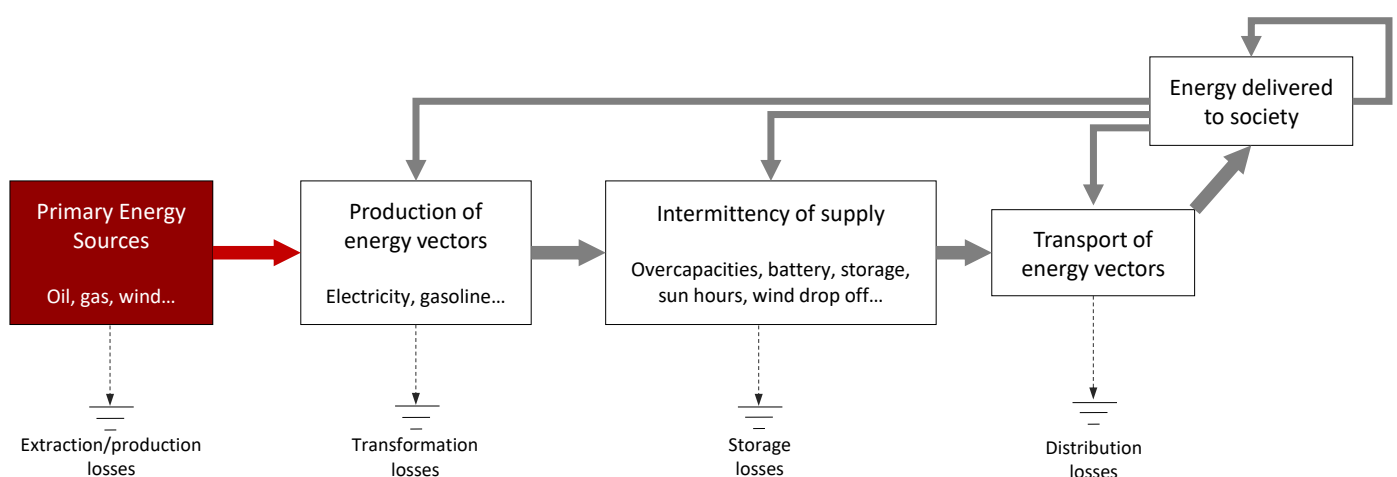 Energy delivered
to society
Primary Energy
Sources
Oil, gas, wind…
Production of
energy vectors
Electricity, gasoline…
Intermittency of supply
Overcapacities, battery, storage,
sun hours, wind drop off…
Transport of
energy vectors
Extraction/production
losses
Transformation
losses
Storage
losses
Distribution
losses